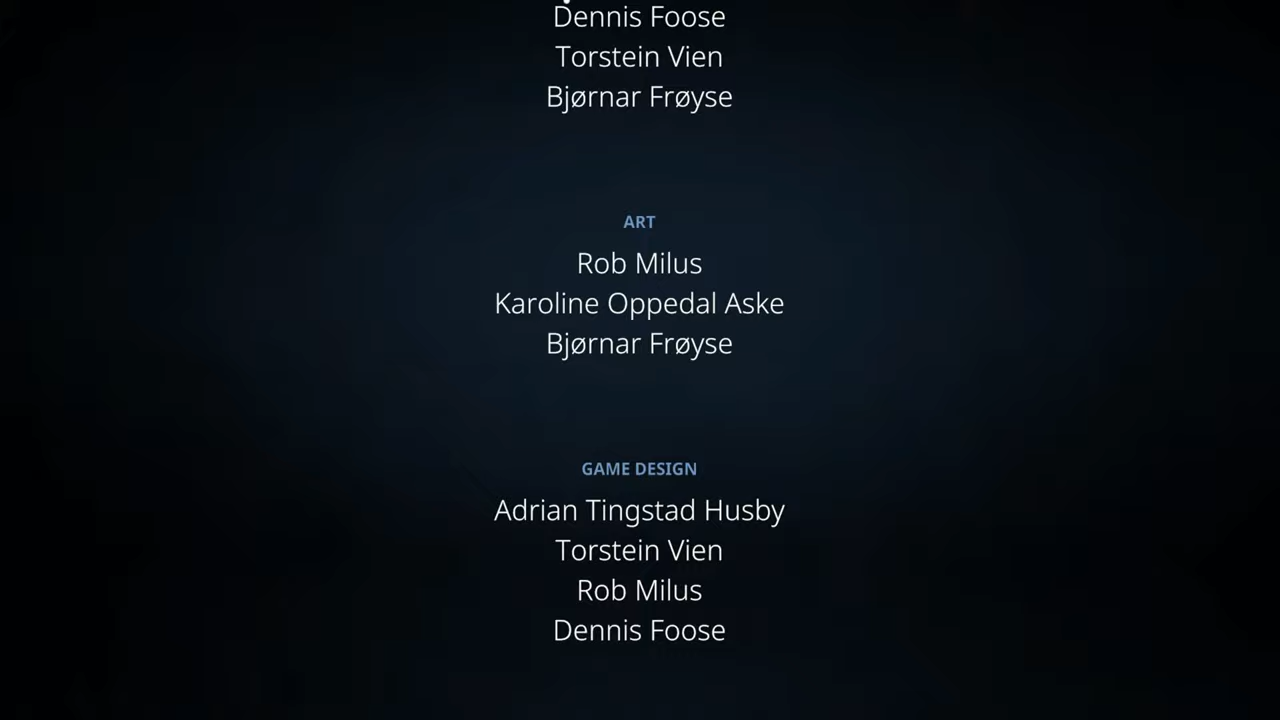 Dennis Foose
Torstein Vien
Bjørnar Frøyse
ART
Rob Milus
Karoline Oppedal Aske
Bjørnar Frøyse
GAME DESIGN
Adrian Tingstad Husby
Torstein Vien
Rob Milus
Dennis Foose